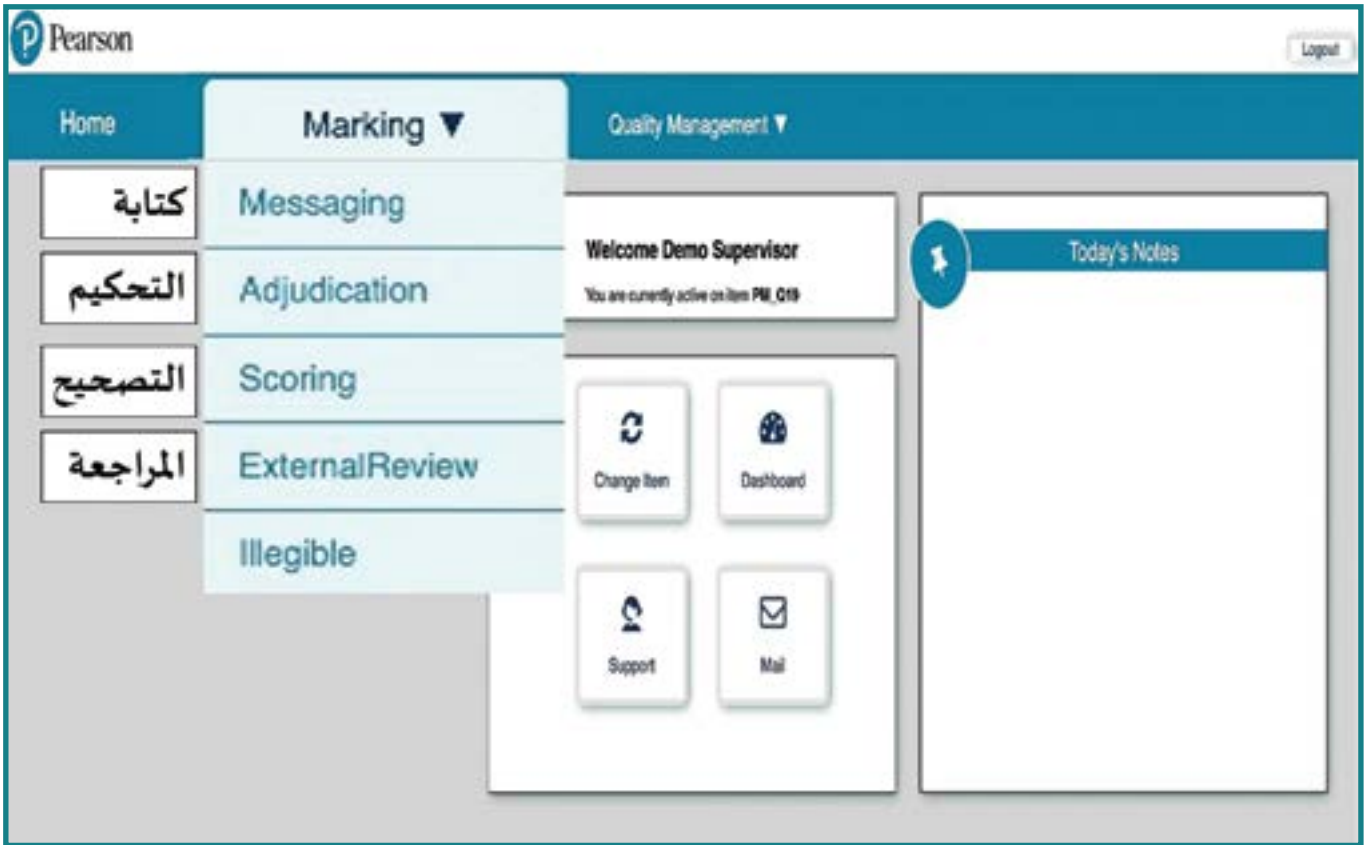 Pearson
Logout
Home
Marking ▼
Quality Management ▼
كتابة
Messaging
التحكيم
Adjudication
التصحيح
Scoring
المراجعة
ExternalReview
Illegible
Welcome Demo Supervisor
You are currently active on item PM_Q19
Change Item
Dashboard
Support
Mail
Today's Notes